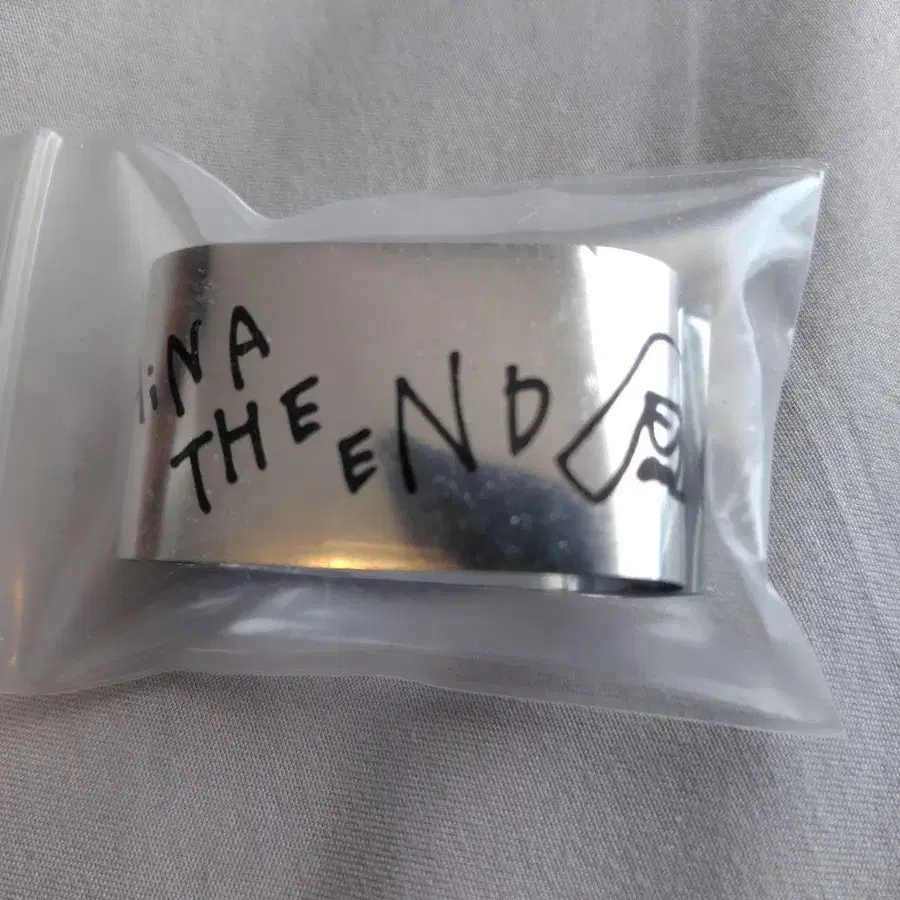 iNA
THE END